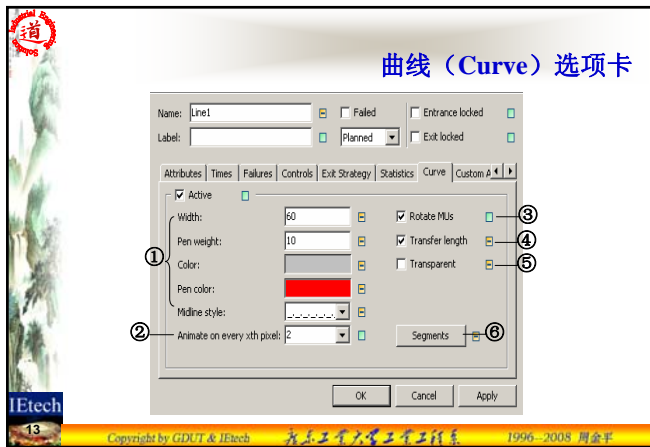 Industrial Engineering
道
Solutions
曲线（Curve）选项卡
Name: Line1 Failed Entrance locked
Label: Planned Exit locked
Attributes Times Failures Controls Exit Strategy Statistics Curve Custom A
Active
Width: 60 Rotate MUs ③
Pen weight: 10 Transfer length ④
① Color: Transparent ⑤
Pen color:
Midline style:
② Animate on every xth pixel: 2 Segments ⑥
OK Cancel Apply
IEtech
13
Copyright by GDUT & IEtech 广东工业大学工业工程系 1996--2008 周金平